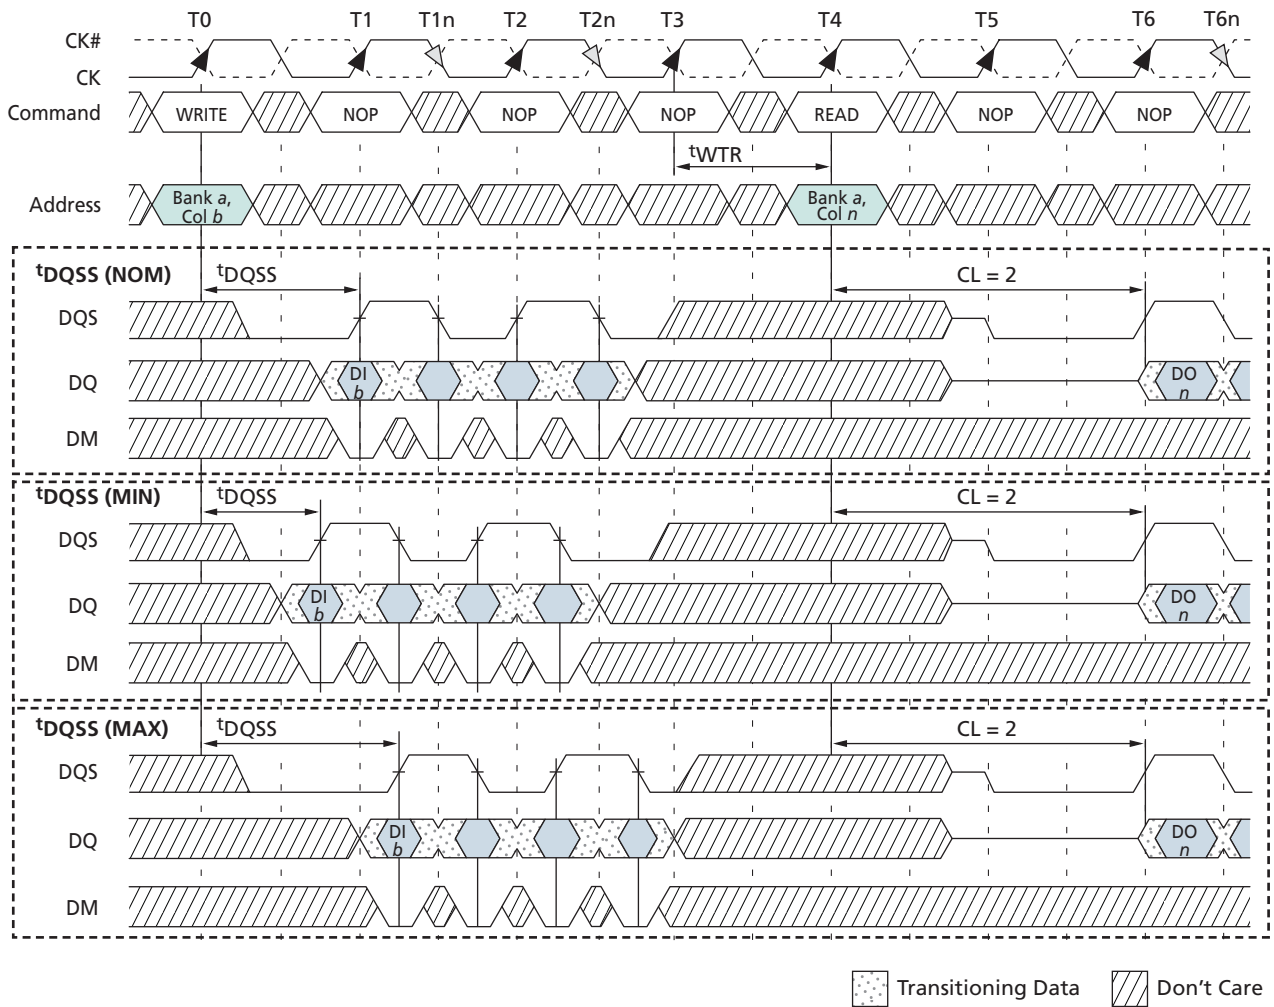 T0 T1 T1n T2 T2n T3 T4 T5 T6 T6n
CK#
CK
Command WRITE NOP NOP NOP READ NOP NOP
tWTR
Address Bank a, Col b Bank a, Col n
tDQSS (NOM) tDQSS CL = 2
DQS
DQ DI b DO n
DM
tDQSS (MIN) tDQSS CL = 2
DQS
DQ DI b DO n
DM
tDQSS (MAX) tDQSS CL = 2
DQS
DQ DI b DO n
DM
Transitioning Data Don't Care